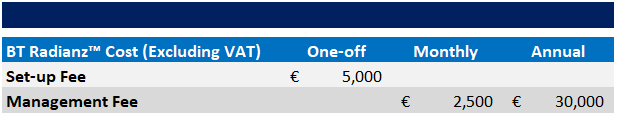 BT Radianz™ Cost (Excluding VAT) One-off Monthly Annual
Set-up Fee € 5,000
Management Fee € 2,500 € 30,000